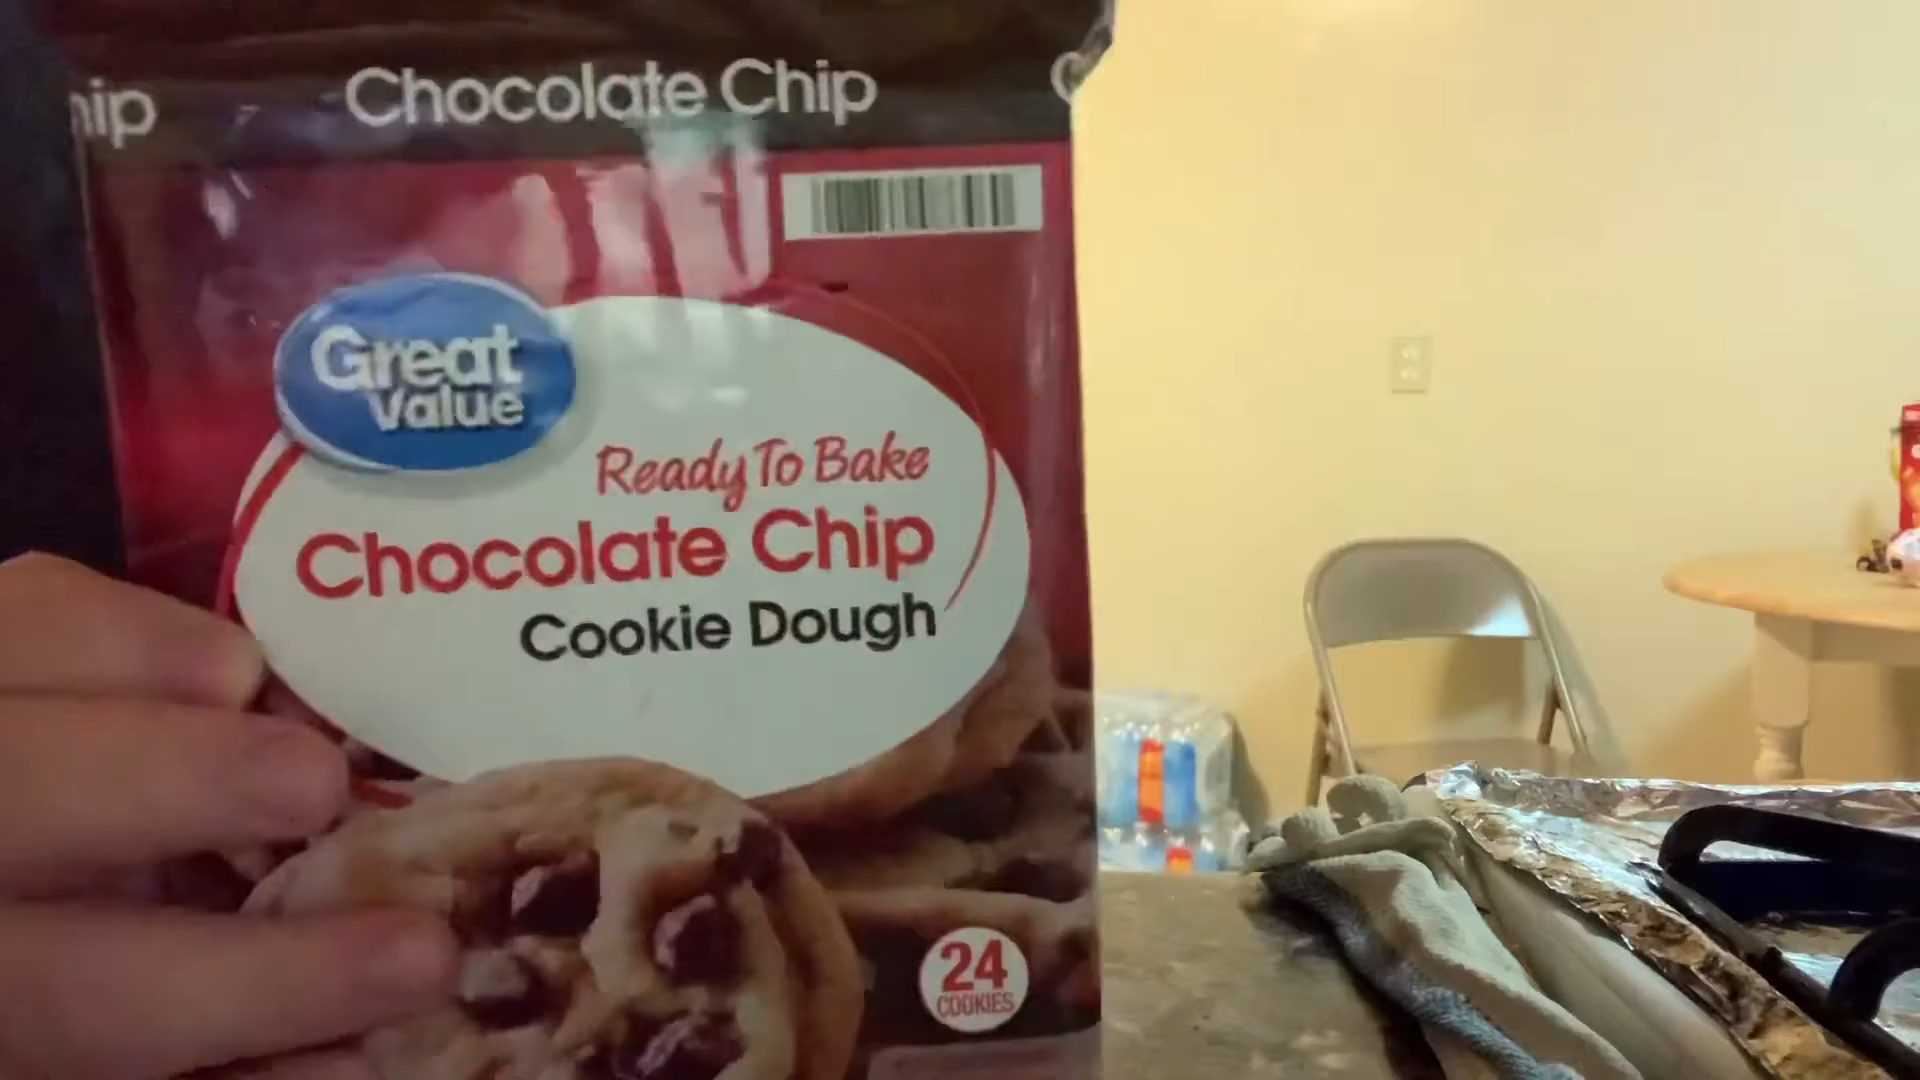 hip Chocolate Chip C
Great
Value
Ready To Bake
Chocolate Chip
Cookie Dough
24
COOKIES